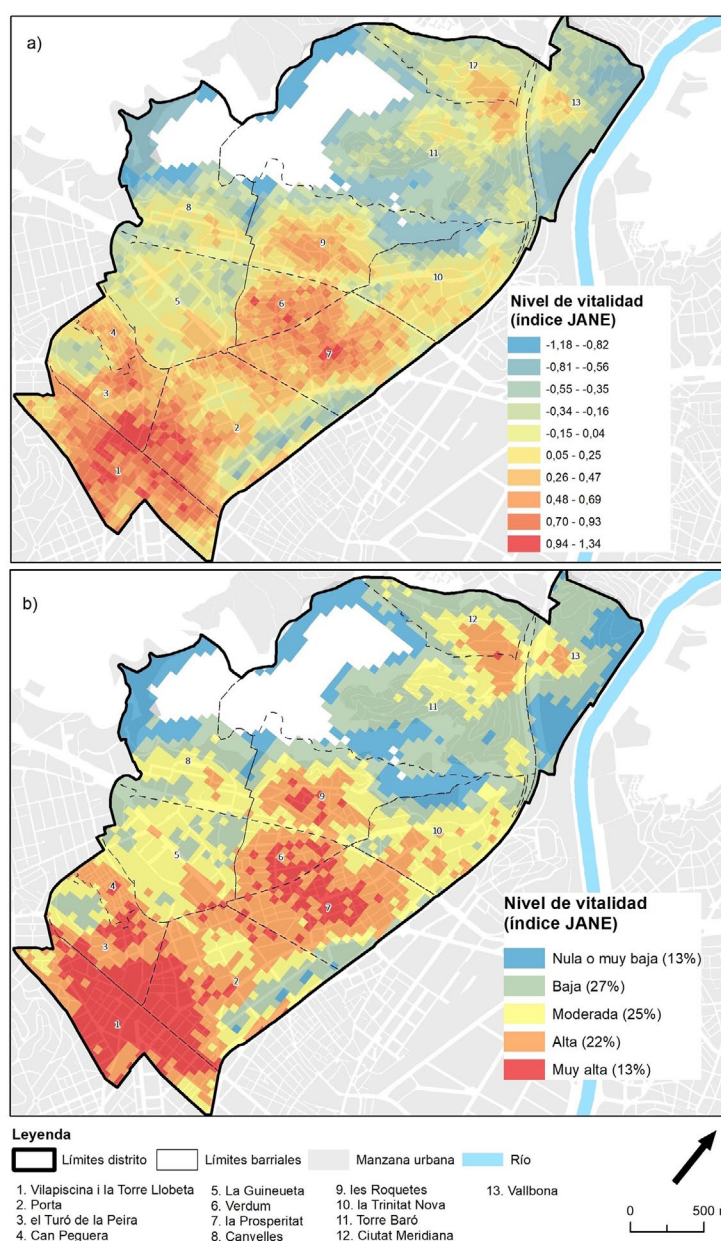 a)
12
13
11
8
9
10
5
6
4
7
3
2
1
Nivel de vitalidad
(índice JANE)
-1,18 - -0,82
-0,81 - -0,56
-0,55 - -0,35
-0,34 - -0,16
-0,15 - 0,04
0,05 - 0,25
0,26 - 0,47
0,48 - 0,69
0,70 - 0,93
0,94 - 1,34
b)
12
13
11
8
9
10
5
6
4
7
3
2
1
Nivel de vitalidad
(índice JANE)
Nula o muy baja (13%)
Baja (27%)
Moderada (25%)
Alta (22%)
Muy alta (13%)
Leyenda
Límites distrito Límites barriales Manzana urbana Río
1. Vilapiscina i la Torre Llobeta 5. La Guineueta 9. les Roquetes 13. Vallbona
2. Porta 6. Verdum 10. la Trinitat Nova
3. el Turó de la Peira 7. la Prosperitat 11. Torre Baró
4. Can Peguera 8. Canyelles 12. Ciutat Meridiana
0 500 m